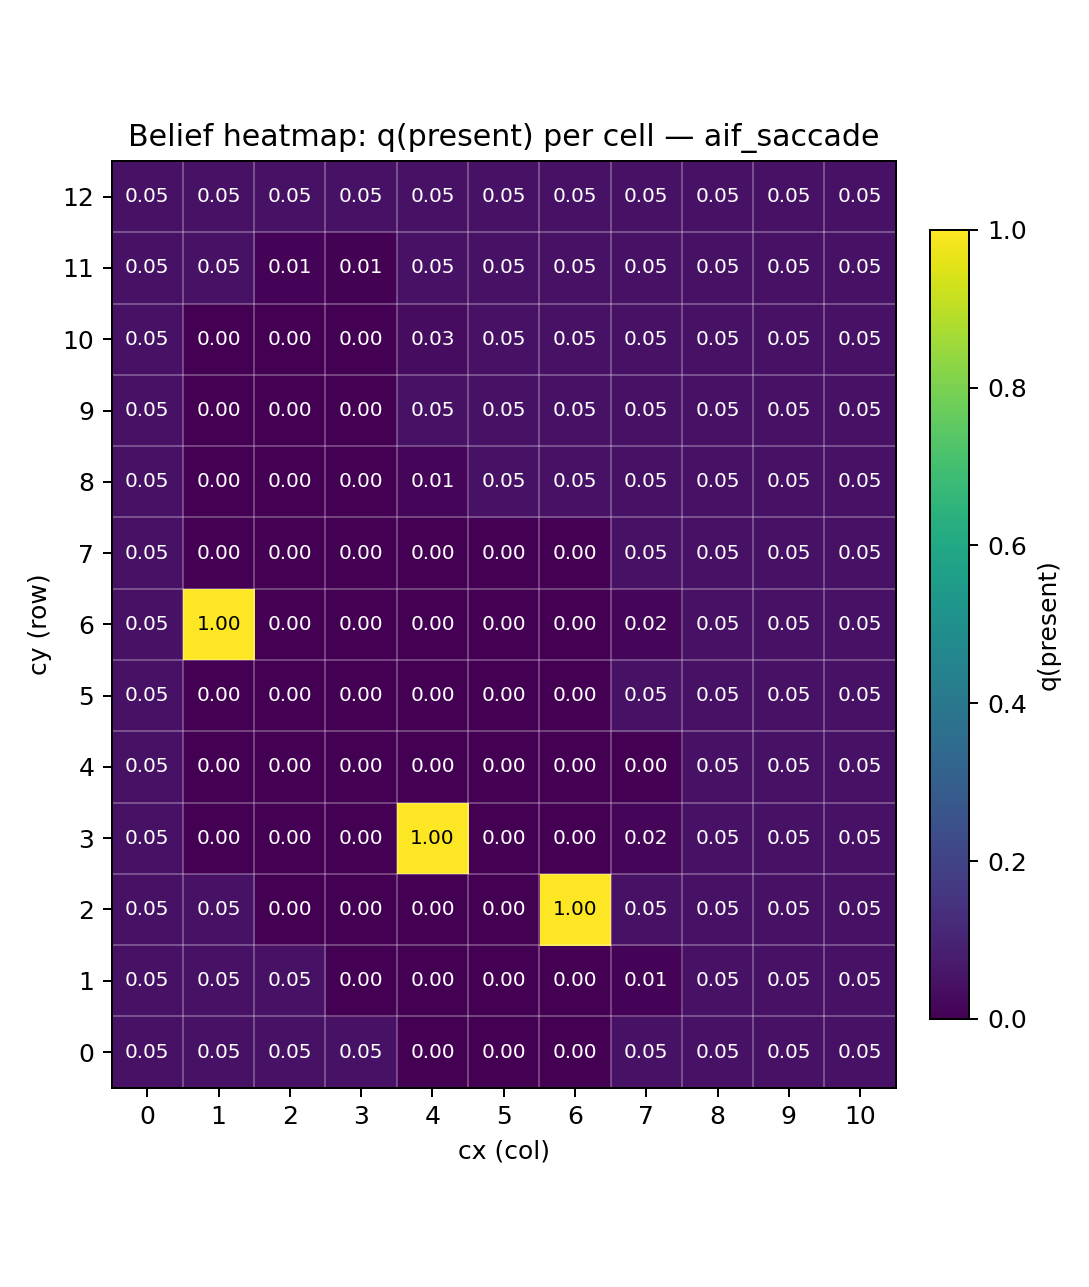 Belief heatmap: q(present) per cell — aif_saccade
12 0.05 0.05 0.05 0.05 0.05 0.05 0.05 0.05 0.05 0.05 0.05
11 0.05 0.05 0.01 0.01 0.05 0.05 0.05 0.05 0.05 0.05 0.05
10 0.05 0.00 0.00 0.00 0.03 0.05 0.05 0.05 0.05 0.05 0.05
9 0.05 0.00 0.00 0.00 0.05 0.05 0.05 0.05 0.05 0.05 0.05
8 0.05 0.00 0.00 0.00 0.01 0.05 0.05 0.05 0.05 0.05 0.05
7 0.05 0.00 0.00 0.00 0.00 0.00 0.00 0.05 0.05 0.05 0.05
6 0.05 1.00 0.00 0.00 0.00 0.00 0.00 0.02 0.05 0.05 0.05
5 0.05 0.00 0.00 0.00 0.00 0.00 0.00 0.05 0.05 0.05 0.05
4 0.05 0.00 0.00 0.00 0.00 0.00 0.00 0.00 0.05 0.05 0.05
3 0.05 0.00 0.00 0.00 1.00 0.00 0.00 0.02 0.05 0.05 0.05
2 0.05 0.05 0.00 0.00 0.00 0.00 1.00 0.05 0.05 0.05 0.05
1 0.05 0.05 0.05 0.00 0.00 0.00 0.00 0.01 0.05 0.05 0.05
0 0.05 0.05 0.05 0.05 0.00 0.00 0.00 0.05 0.05 0.05 0.05
0 1 2 3 4 5 6 7 8 9 10
cx (col)
cy (row)
1.0
0.8
0.6
0.4
0.2
0.0
q(present)